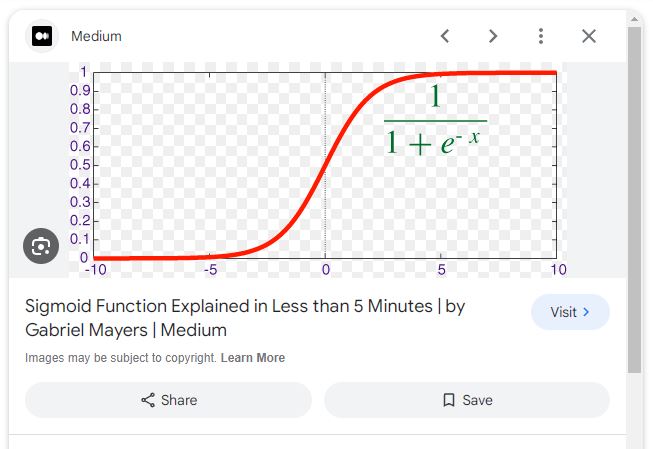 Medium
1
0.9
0.8
0.7
0.6
0.5
0.4
0.3
0.2
0.1
0
-10
-5
0
5
10
1
1 + e- x
Sigmoid Function Explained in Less than 5 Minutes | by
Gabriel Mayers | Medium
Visit >
Images may be subject to copyright. Learn More
Share
Save